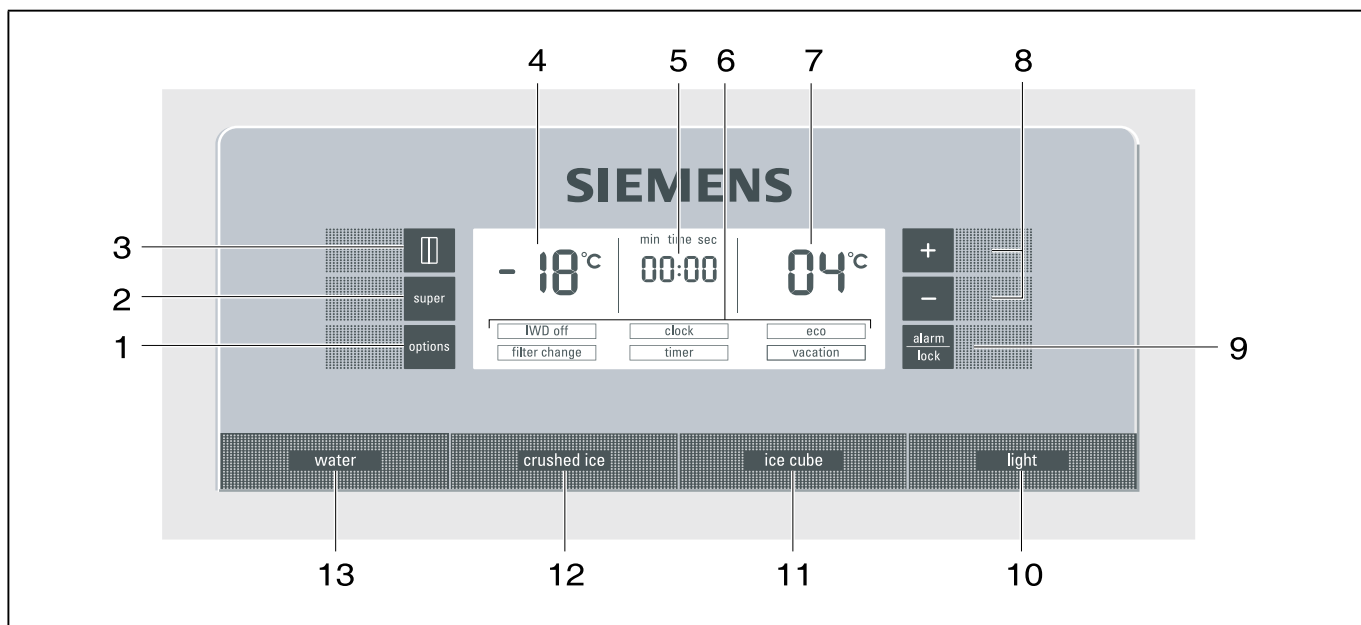 4 5 6 7 8
SIEMENS
min time sec
3 - 18°C 00:00 04°C +
2 super -
IWD off clock eco
1 options filter change timer vacation alarm lock 9
water crushed ice ice cube light
13 12 11 10